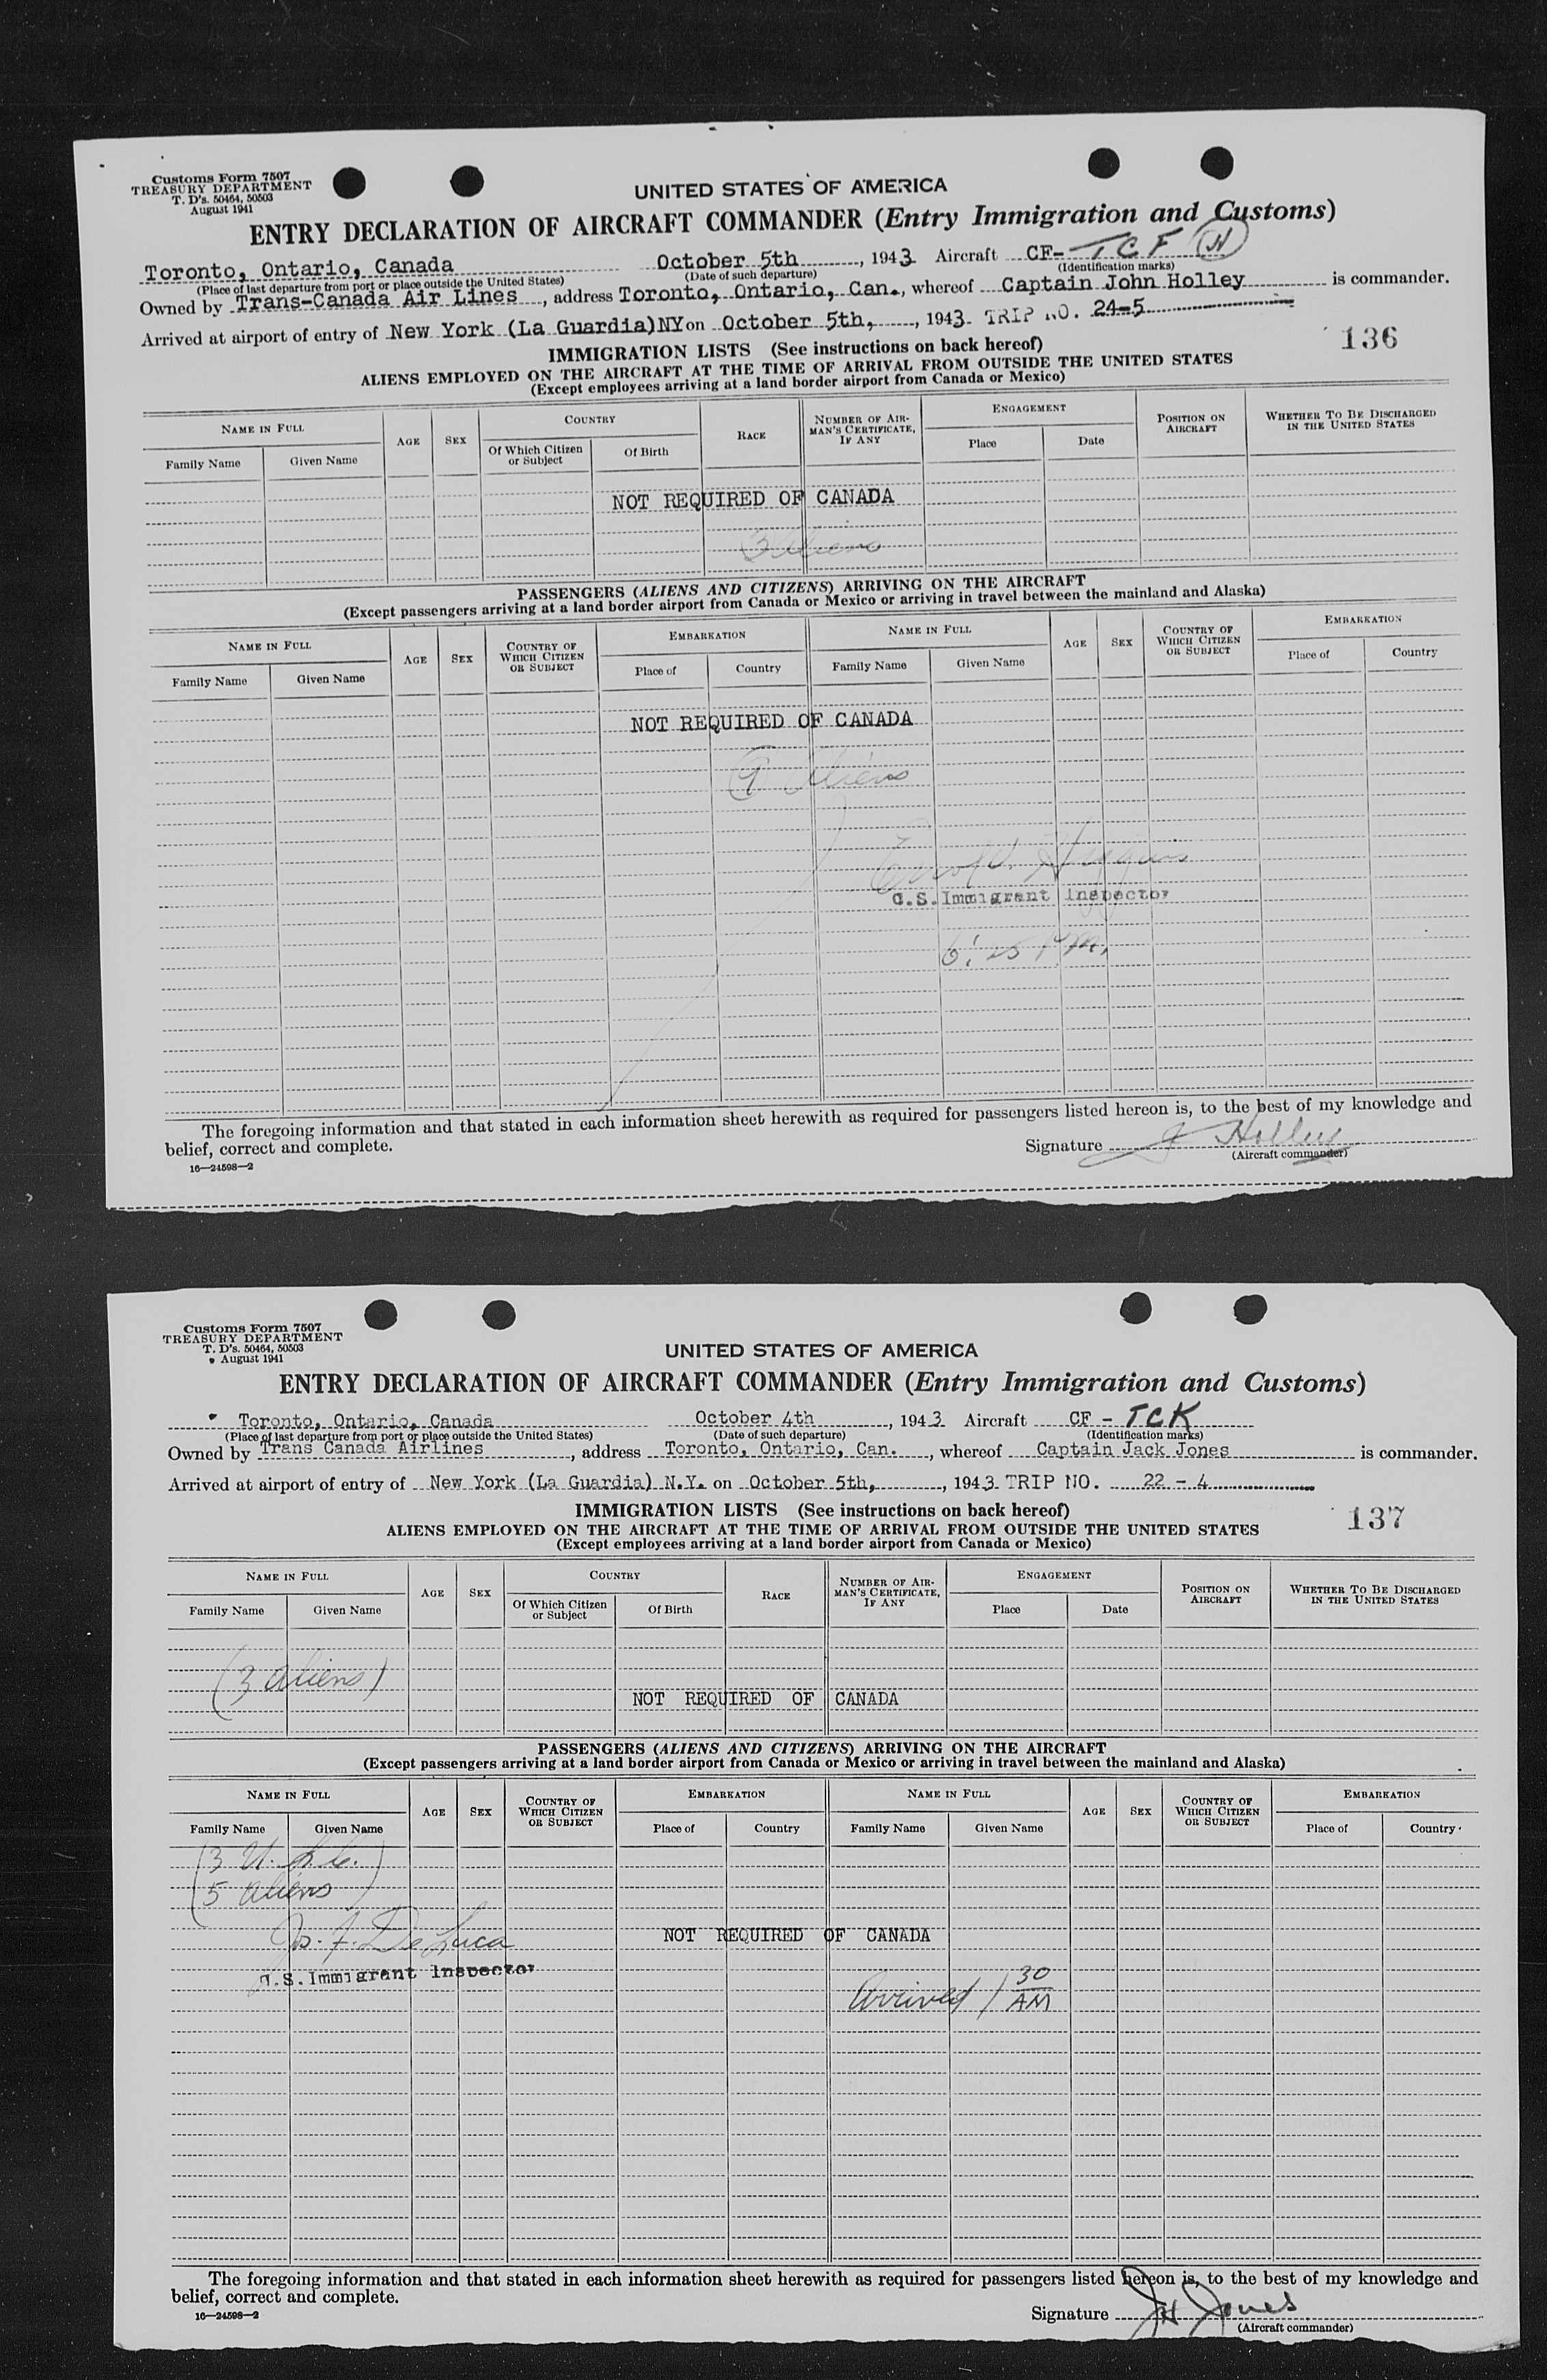 Customs Form 7507
TREASURY DEPARTMENT
T. D's. 50464, 50503
August 1941
UNITED STATES OF AMERICA
ENTRY DECLARATION OF AIRCRAFT COMMANDER (Entry Immigration and Customs)
Toronto, Ontario, Canada October 5th, 1943 Aircraft CF- TCF (H)
(Place of last departure from port or place outside the United States) (Date of such departure) (Identification marks)
Owned by Trans-Canada Air Lines, address Toronto, Ontario, Can., whereof Captain John Holley is commander.
Arrived at airport of entry of New York (La Guardia)NY on October 5th, 1943 TRIP NO. 24-5
136
IMMIGRATION LISTS (See instructions on back hereof)
ALIENS EMPLOYED ON THE AIRCRAFT AT THE TIME OF ARRIVAL FROM OUTSIDE THE UNITED STATES
(Except employees arriving at a land border airport from Canada or Mexico)
NAME IN FULL AGE SEX COUNTRY RACE NUMBER OF AIRMAN'S CERTIFICATE, IF ANY ENGAGEMENT POSITION ON AIRCRAFT WHETHER TO BE DISCHARGED IN THE UNITED STATES
Family Name Given Name Of Which Citizen or Subject Of Birth Place Date
NOT REQUIRED OF CANADA
3 Aliens
PASSENGERS (ALIENS AND CITIZENS) ARRIVING ON THE AIRCRAFT
(Except passengers arriving at a land border airport from Canada or Mexico or arriving in travel between the mainland and Alaska)
NAME IN FULL AGE SEX COUNTRY OF WHICH CITIZEN OR SUBJECT EMBARKATION NAME IN FULL AGE SEX COUNTRY OF WHICH CITIZEN OR SUBJECT EMBARKATION
Family Name Given Name Place of Country Family Name Given Name Place of Country
NOT REQUIRED OF CANADA
Aliens
U.S. Immigrant Inspector
P.M.
The foregoing information and that stated in each information sheet herewith as required for passengers listed hereon is, to the best of my knowledge and
belief, correct and complete.
Signature J Holley
(Aircraft commander)
16—24598—2
Customs Form 7507
TREASURY DEPARTMENT
T. D's. 50464, 50503
August 1941
UNITED STATES OF AMERICA
ENTRY DECLARATION OF AIRCRAFT COMMANDER (Entry Immigration and Customs)
Toronto, Ontario, Canada October 4th, 1943 Aircraft CF - TCK
(Place of last departure from port or place outside the United States) (Date of such departure) (Identification marks)
Owned by Trans Canada Airlines, address Toronto, Ontario, Can., whereof Captain Jack Jones is commander.
Arrived at airport of entry of New York (La Guardia) N.Y. on October 5th, 1943 TRIP NO. 22 - 4
137
IMMIGRATION LISTS (See instructions on back hereof)
ALIENS EMPLOYED ON THE AIRCRAFT AT THE TIME OF ARRIVAL FROM OUTSIDE THE UNITED STATES
(Except employees arriving at a land border airport from Canada or Mexico)
NAME IN FULL AGE SEX COUNTRY RACE NUMBER OF AIRMAN'S CERTIFICATE, IF ANY ENGAGEMENT POSITION ON AIRCRAFT WHETHER TO BE DISCHARGED IN THE UNITED STATES
Family Name Given Name Of Which Citizen or Subject Of Birth Place Date
(3 aliens)
NOT REQUIRED OF CANADA
PASSENGERS (ALIENS AND CITIZENS) ARRIVING ON THE AIRCRAFT
(Except passengers arriving at a land border airport from Canada or Mexico or arriving in travel between the mainland and Alaska)
NAME IN FULL AGE SEX COUNTRY OF WHICH CITIZEN OR SUBJECT EMBARKATION NAME IN FULL AGE SEX COUNTRY OF WHICH CITIZEN OR SUBJECT EMBARKATION
Family Name Given Name Place of Country Family Name Given Name Place of Country
(3 U.S.C.)
(5 aliens)
Jos. F. DeLuca NOT REQUIRED OF CANADA
U.S. Immigrant Inspector
Arrived 1 30 AM
The foregoing information and that stated in each information sheet herewith as required for passengers listed hereon is, to the best of my knowledge and
belief, correct and complete.
Signature JH Jones
(Aircraft commander)
16—24598—2